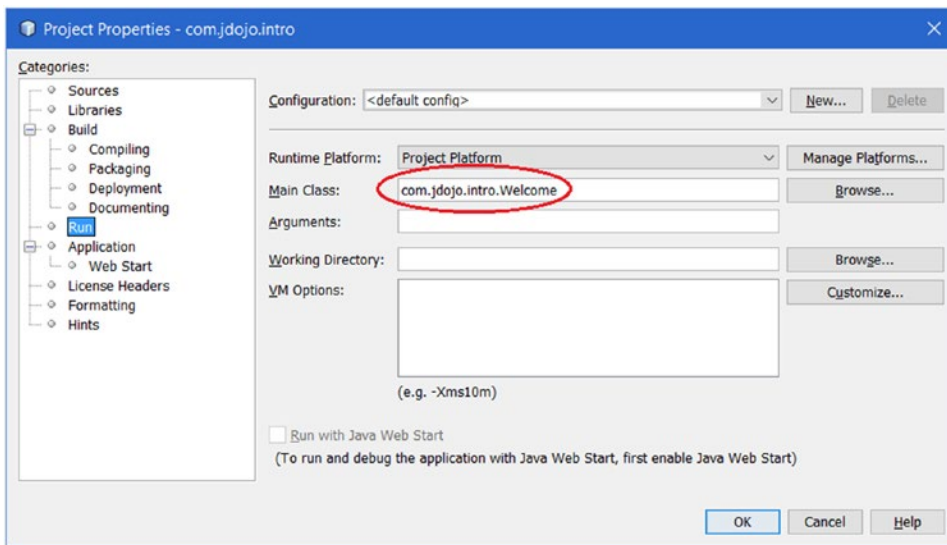 Project Properties - com.jdojo.intro
Categories:
Sources
Libraries
Build
Compiling
Packaging
Deployment
Documenting
Run
Application
Web Start
License Headers
Formatting
Hints
Configuration: <default config> New... Delete
Runtime Platform: Project Platform Manage Platforms...
Main Class: com.jdojo.intro.Welcome Browse...
Arguments:
Working Directory: Browse...
VM Options: Customize...
(e.g. -Xms10m)
Run with Java Web Start
(To run and debug the application with Java Web Start, first enable Java Web Start)
OK Cancel Help